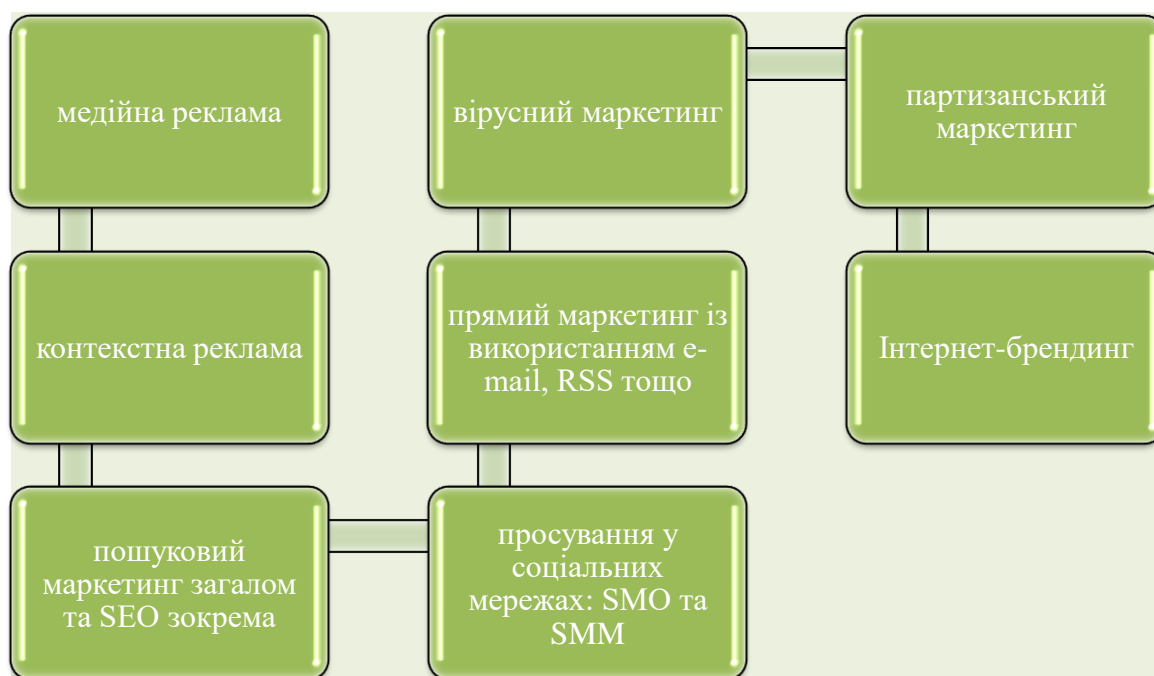 медійна реклама
контекстна реклама
пошуковий
маркетинг загалом
та SEO зокрема
просування у
соціальних
мережах: SMO та
SMM
прямий маркетинг із
використанням e-
mail, RSS тощо
вірусний маркетинг
партизанський
маркетинг
Інтернет-брендинг